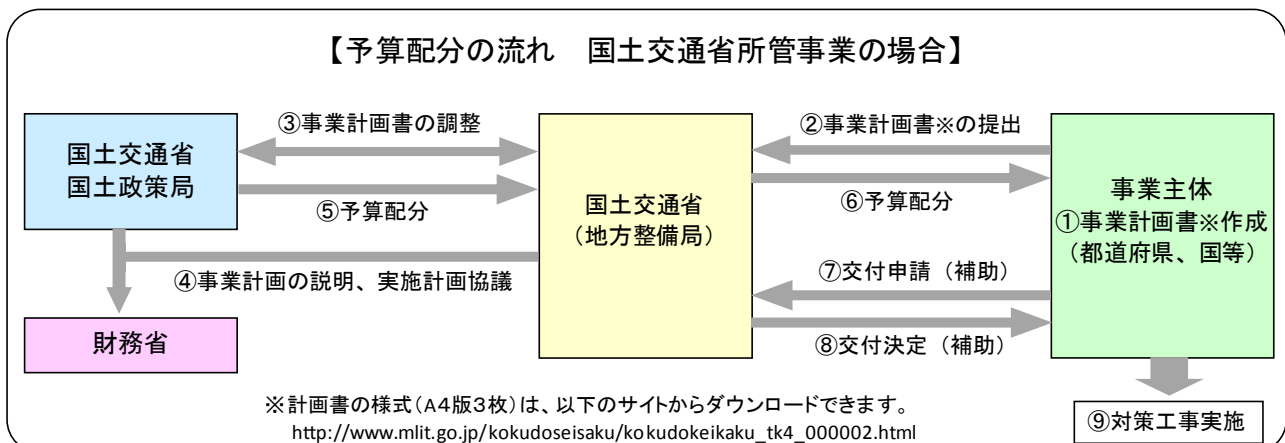 【予算配分の流れ　国土交通省所管事業の場合】
③事業計画書の調整
②事業計画書※の提出
国土交通省
国土政策局
⑤予算配分
国土交通省
(地方整備局)
⑥予算配分
事業主体
①事業計画書※作成
(都道府県、国等)
④事業計画の説明、実施計画協議
⑦交付申請（補助）
財務省
⑧交付決定（補助）
※計画書の様式(A4版3枚)は、以下のサイトからダウンロードできます。
http://www.mlit.go.jp/kokudoseisaku/kokudokeikaku_tk4_000002.html
⑨対策工事実施